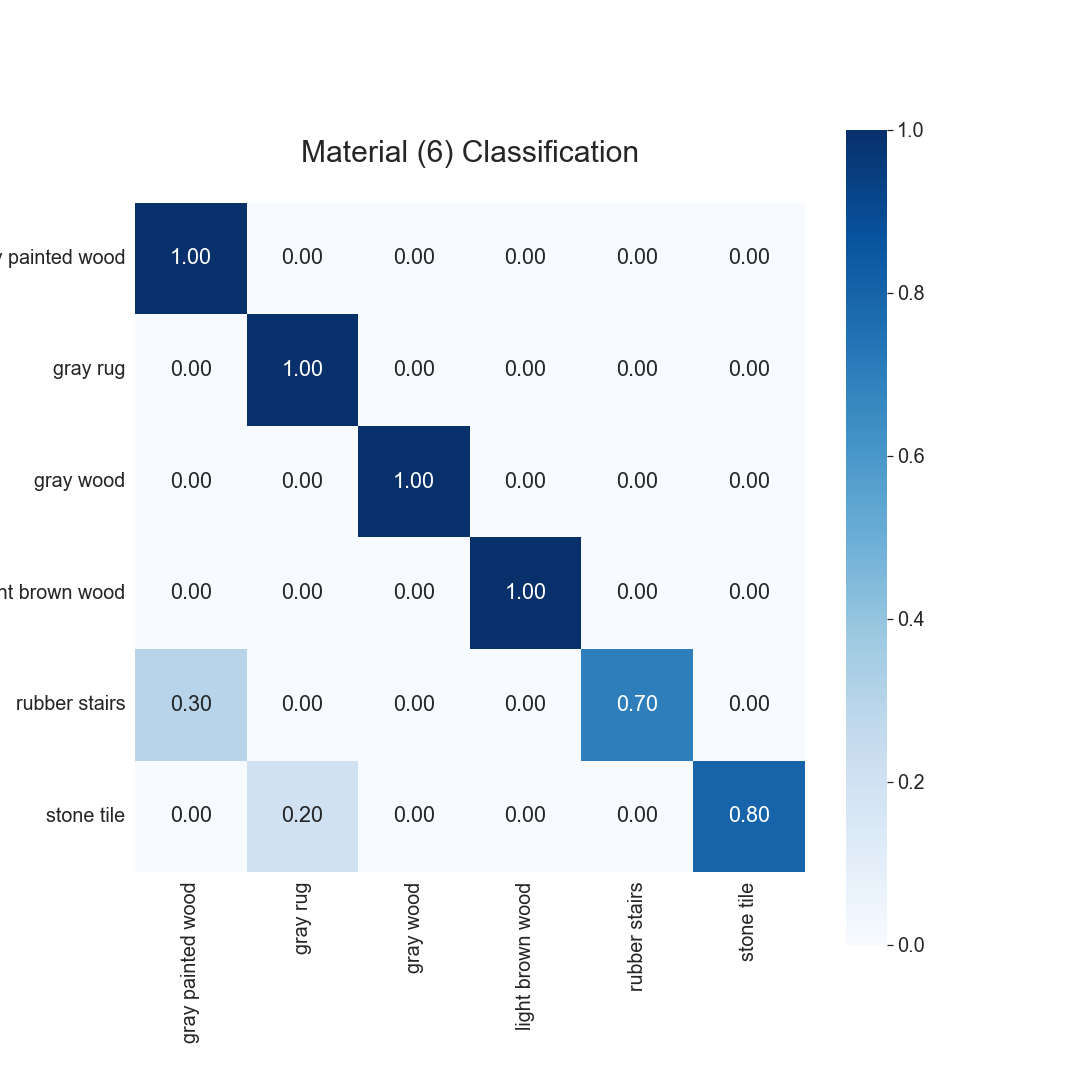 Material (6) Classification
1.0
painted wood 1.00 0.00 0.00 0.00 0.00 0.00
0.8
gray rug 0.00 1.00 0.00 0.00 0.00 0.00
0.6
gray wood 0.00 0.00 1.00 0.00 0.00 0.00
brown wood 0.00 0.00 0.00 1.00 0.00 0.00
0.4
rubber stairs 0.30 0.00 0.00 0.00 0.70 0.00
0.2
stone tile 0.00 0.20 0.00 0.00 0.00 0.80
0.0
gray painted wood
gray rug
gray wood
light brown wood
rubber stairs
stone tile